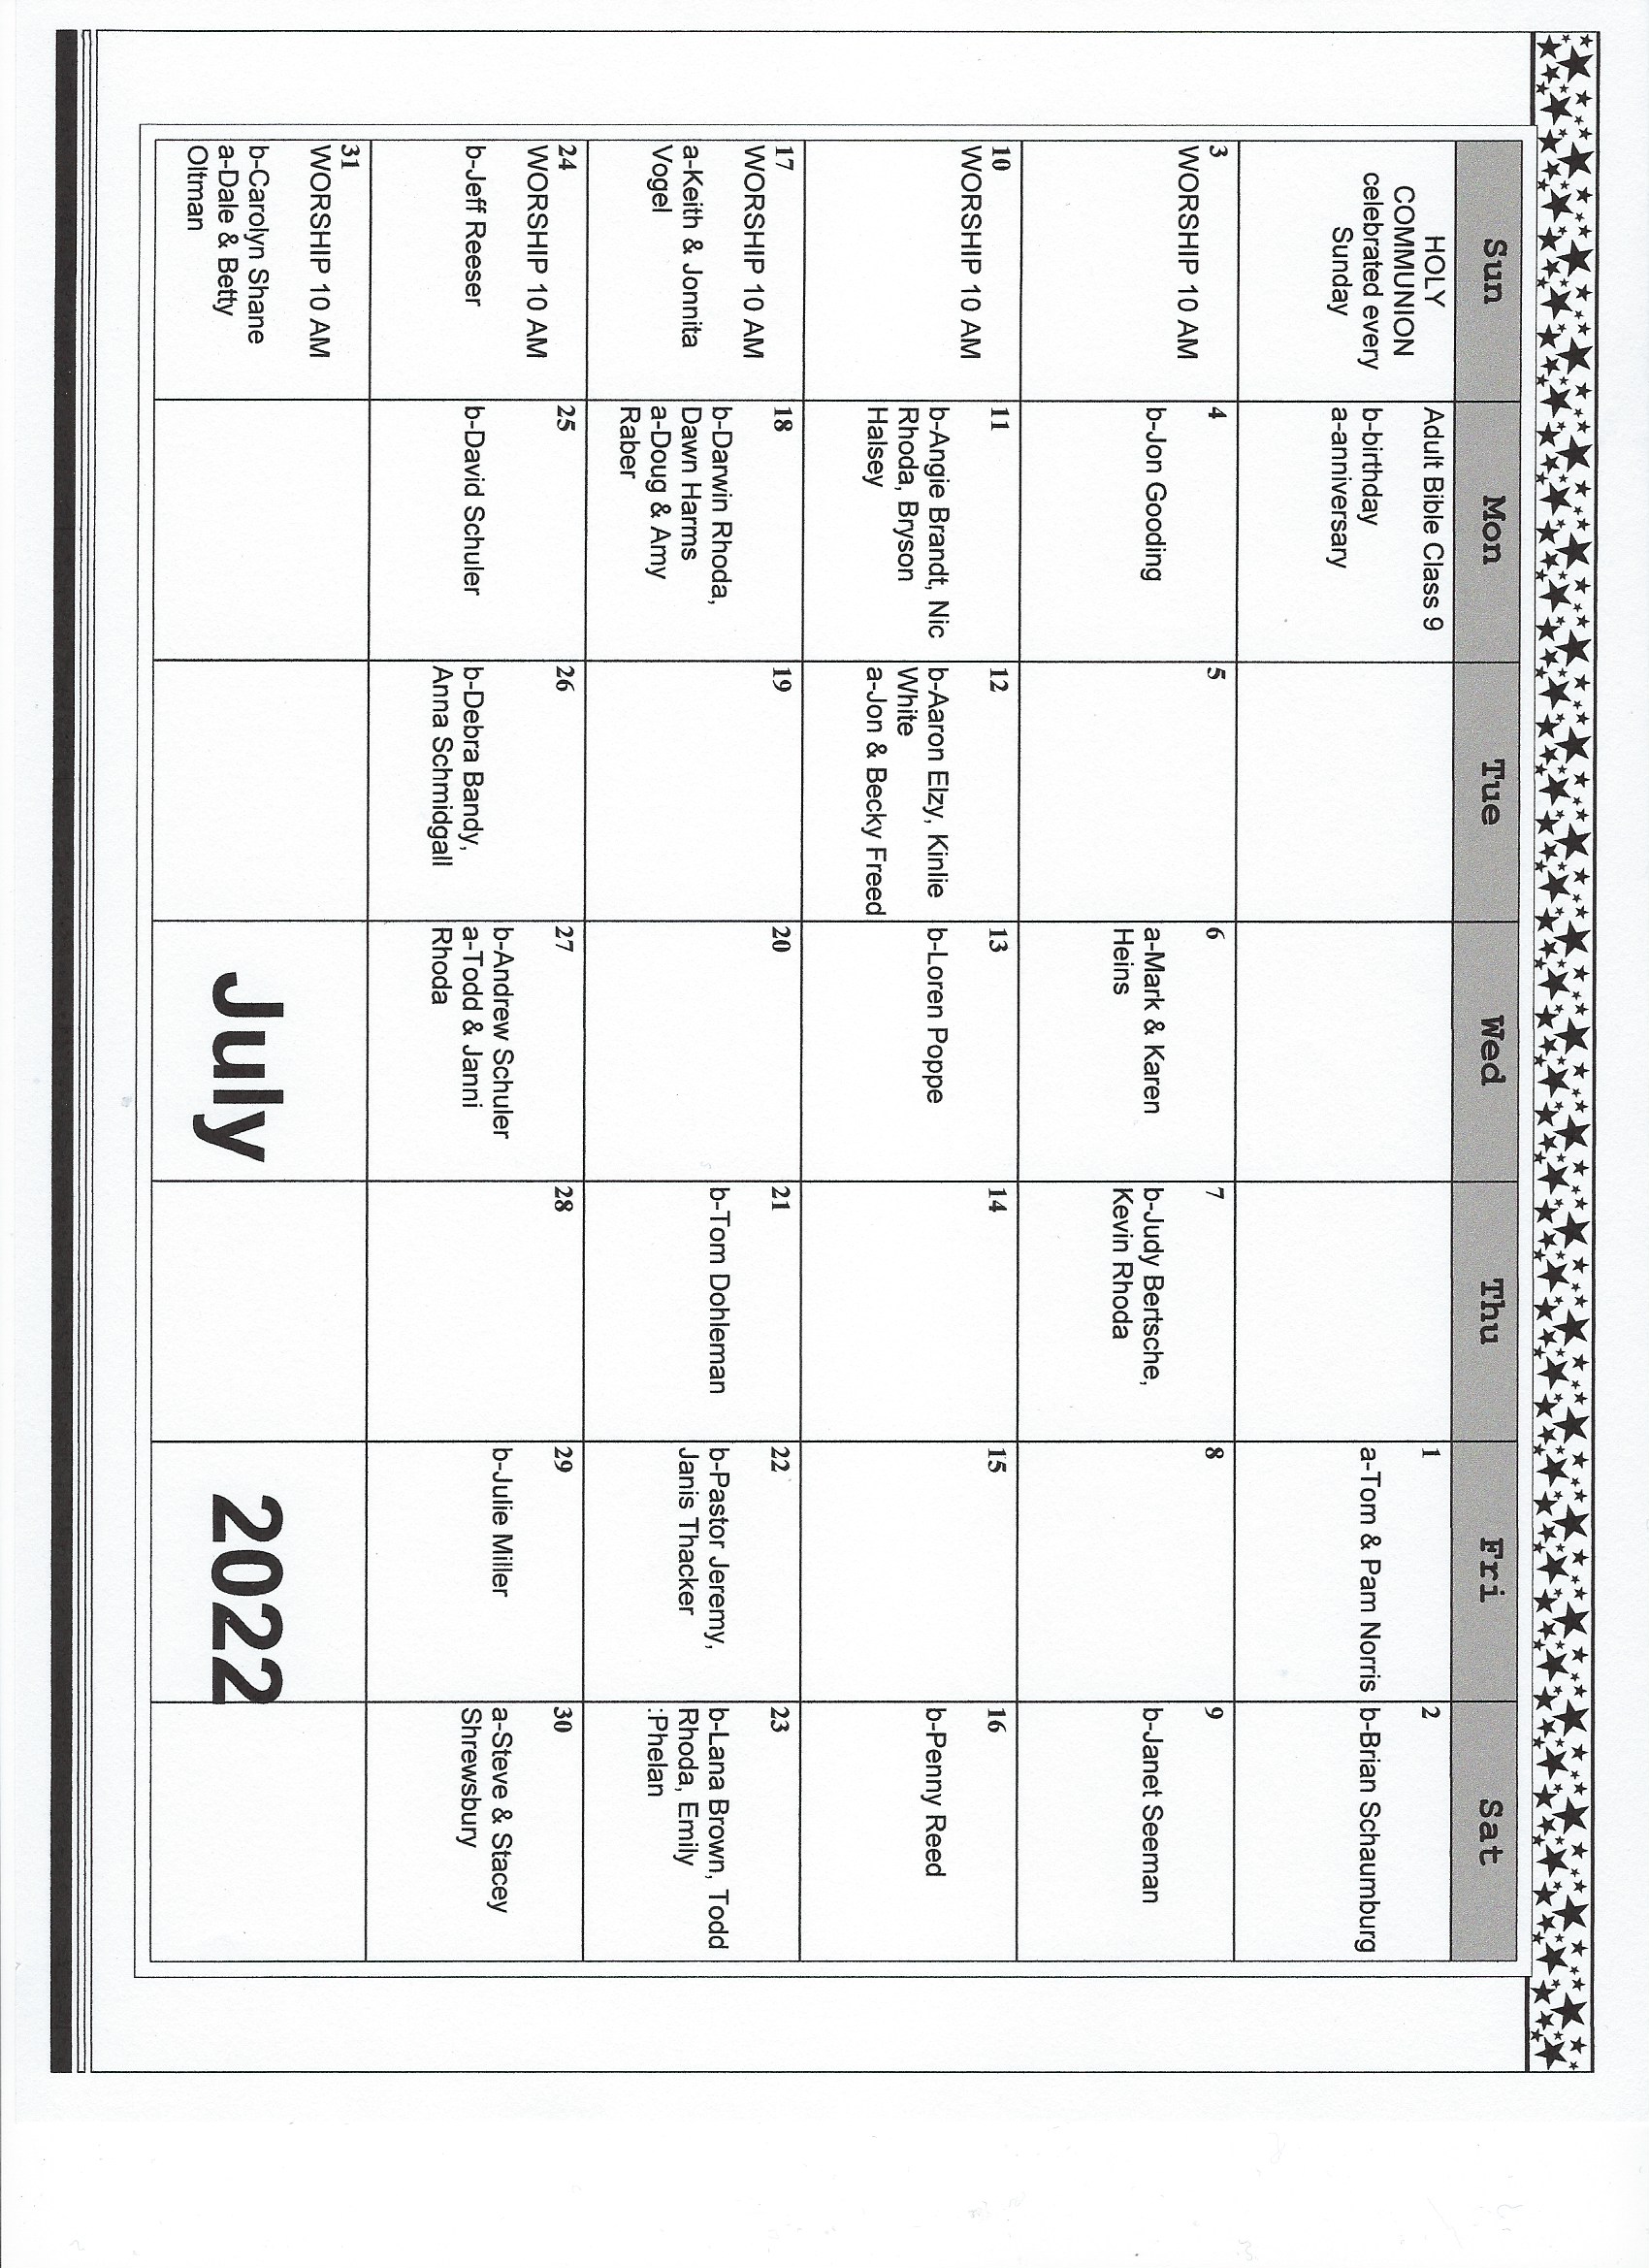 Sun Mon Tue Wed Thu Fri Sat
HOLY
COMMUNION
celebrated every
Sunday
Adult Bible Class 9
b-birthday
a-anniversary
1
a-Tom & Pam Norris
2
b-Brian Schaumburg
3
WORSHIP 10 AM
4
b-Jon Gooding
5
6
a-Mark & Karen
Heins
7
b-Judy Bertsche,
Kevin Rhoda
8
9
b-Janet Seeman
10
WORSHIP 10 AM
11
b-Angie Brandt, Nic
Rhoda, Bryson
Halsey
12
b-Aaron Elzy, Kinlie
White
a-Jon & Becky Freed
13
b-Loren Poppe
14
15
16
b-Penny Reed
17
WORSHIP 10 AM
a-Keith & Jonnita
Vogel
18
b-Darwin Rhoda,
Dawn Harms
a-Doug & Amy
Raber
19
20
21
b-Tom Dohleman
22
b-Pastor Jeremy,
Janis Thacker
23
b-Lana Brown, Todd
Rhoda, Emily
:Phelan
24
WORSHIP 10 AM
b-Jeff Reeser
25
b-David Schuler
26
b-Debra Bandy,
Anna Schmidgall
27
b-Andrew Schuler
a-Todd & Janni
Rhoda
28
29
b-Julie Miller
30
a-Steve & Stacey
Shrewsbury
31
WORSHIP 10 AM
b-Carolyn Shane
a-Dale & Betty
Oltman
July 2022